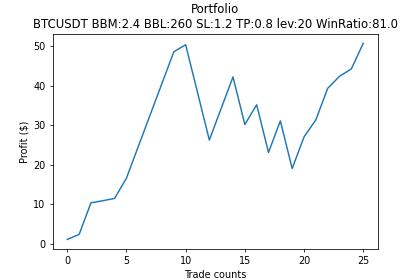 Portfolio
BTCUSDT BBM:2.4 BBL:260 SL:1.2 TP:0.8 lev:20 WinRatio:81.0
50
40
30
20
10
0
Profit ($)
0 5 10 15 20 25
Trade counts